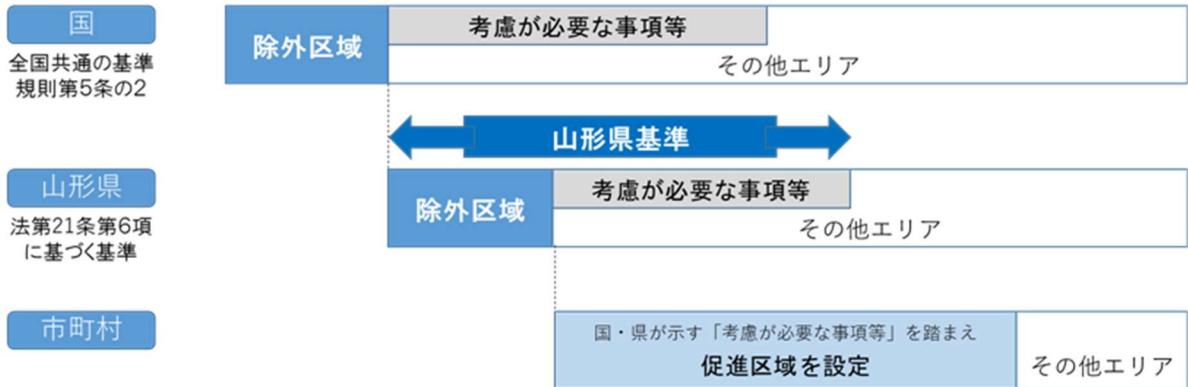 国
全国共通の基準
規則第5条の2
除外区域
考慮が必要な事項等
その他エリア
山形県基準
山形県
法第21条第6項
に基づく基準
除外区域
考慮が必要な事項等
その他エリア
市町村
国・県が示す「考慮が必要な事項等」を踏まえ
促進区域を設定
その他エリア